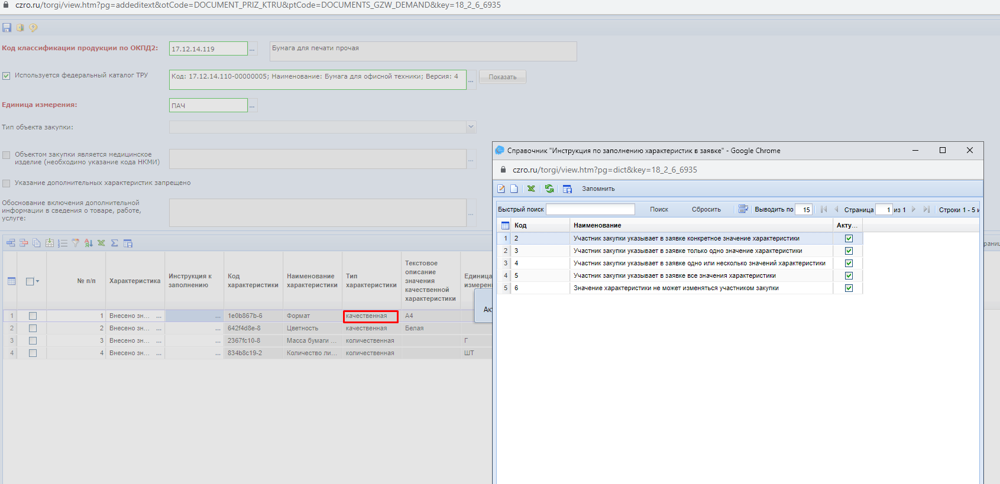 czro.ru/torgi/view.htm?pg=addeditext&otCode=DOCUMENT_PRIZ_KTRU&ptCode=DOCUMENTS_GZW_DEMAND&key=18_2_6_6935
Код классификации продукции по ОКПД2:
17.12.14.119
...
Бумага для печати прочая
Используется федеральный каталог ТРУ
Код: 17.12.14.110-00000005; Наименование: Бумага для офисной техники; Версия: 4
...
Показать
Единица измерения:
ПАЧ
...
Тип объекта закупки:
Объектом закупки является медицинское
изделие (необходимо указание кода НКМИ)
...
Указание дополнительных характеристик запрещено
Обоснование включения дополнительной
информации в сведения о товаре, работе,
услуге:
...
№ п/п
Характеристика
Инструкция к
заполнению
Код
характеристики
Наименование
характеристики
Тип
характеристики
Текстовое
описание
значения
качественной
характеристики
Единица
1 1 Внесено зн... ... ... 1e0b867b-6 Формат качественная A4
2 2 Внесено зн... ... ... 642f4d8e-8 Цветность качественная Белая
3 3 Внесено зн... ... ... 2367fc10-8 Масса бумаги ... количественная Г
4 4 Внесено зн... ... ... 834b8c19-2 Количество ли... количественная ШТ
Справочник "Инструкция по заполнению характеристик в заявке" - Google Chrome
czro.ru/torgi/view.htm?pg=dict&key=18_2_6_6935
Запомнить
Быстрый поиск
Поиск
Сбросить
Выводить по 15
Страница 1 из 1
Строки 1 - 5 и
Код Наименование Акту...
1 2 Участник закупки указывает в заявке конкретное значение характеристики
2 3 Участник закупки указывает в заявке только одно значение характеристики
3 4 Участник закупки указывает в заявке одно или несколько значений характеристики
4 5 Участник закупки указывает в заявке все значения характеристики
5 6 Значение характеристики не может изменяться участником закупки